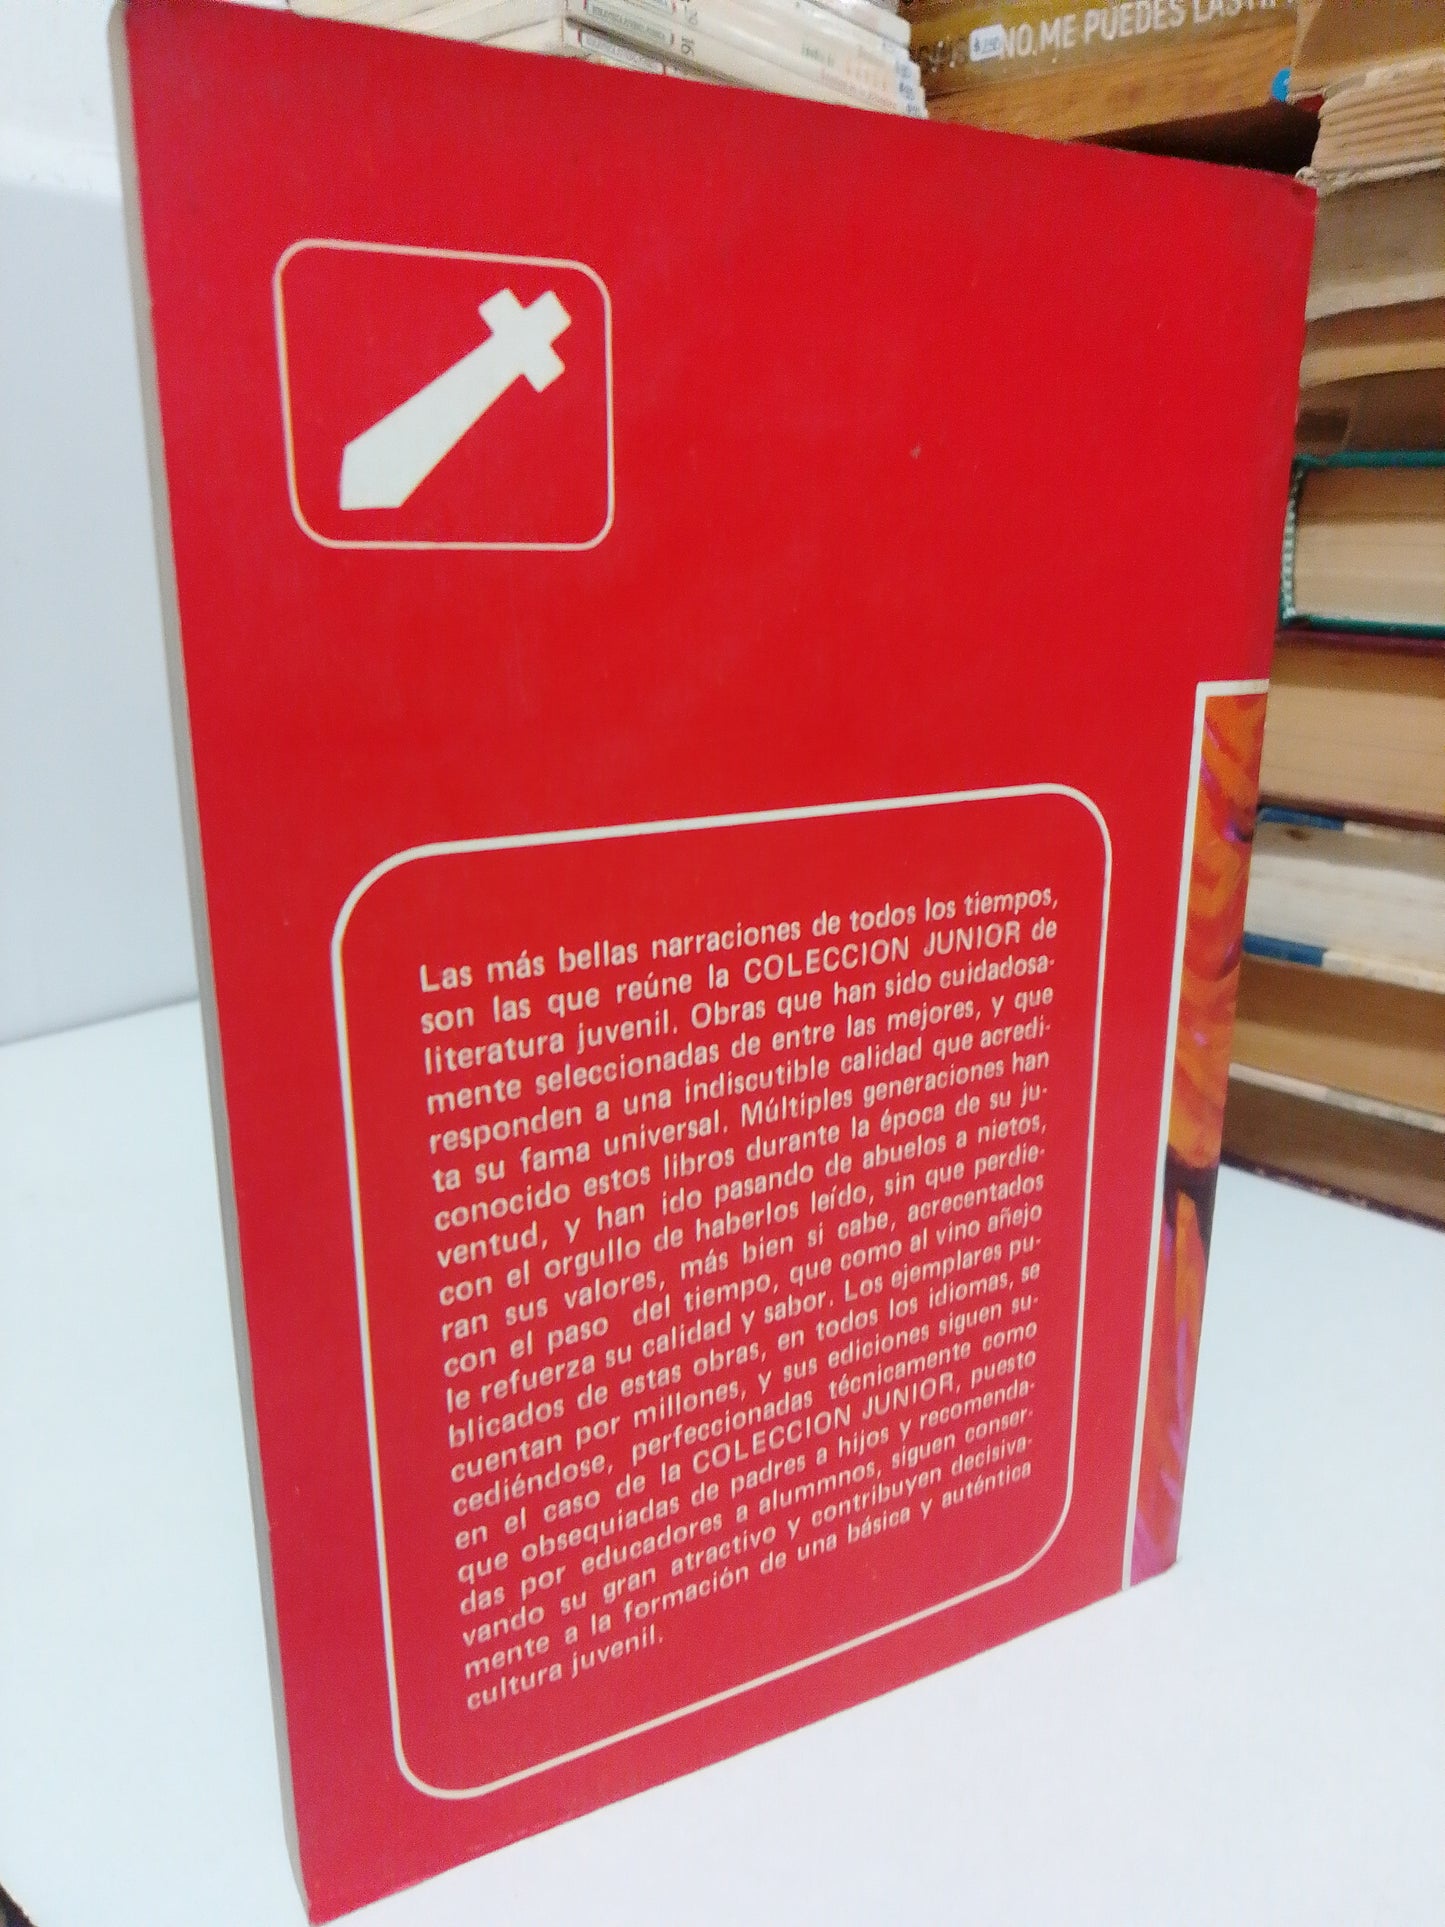 NO,ME PUEDES LASTIM
Las más bellas narraciones de todos los tiempos,
son las que reúne la COLECCION JUNIOR de
literatura juvenil. Obras que han sido cuidadosa-
mente seleccionadas de entre las mejores, y que
responden a una indiscutible calidad que acredi-
ta su fama universal. Múltiples generaciones han
conocido estos libros durante la época de su ju-
ventud, y han ido pasando de abuelos a nietos,
con el orgullo de haberlos leído, sin que perdie-
ran sus valores, más bien si cabe, acrecentados
con el paso del tiempo, que como al vino añejo
le refuerza su calidad y sabor. Los ejemplares pu-
blicados de estas obras, en todos los idiomas, se
cuentan por millones, y sus ediciones siguen su-
cediéndose, perfeccionadas técnicamente como
en el caso de la COLECCION JUNIOR, puesto
que obsequiadas de padres a hijos y recomenda-
das por educadores a alummnos, siguen conser-
vando su gran atractivo y contribuyen decisiva-
mente a la formación de una básica y auténtica
cultura juvenil.